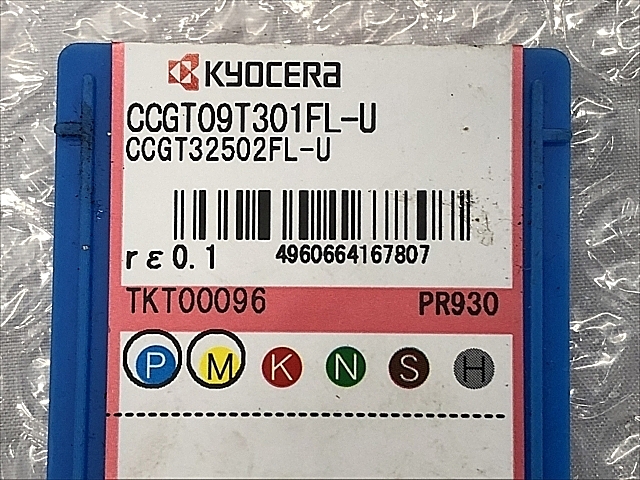 KYOCERA
CCGT09T301FL-U
CCGT32502FL-U
rε0.1 4960664167807
TKT00096 PR930
P M K N S H